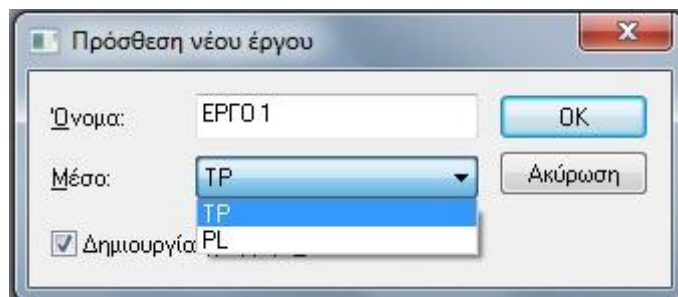 Πρόσθεση νέου έργου
Όνομα: ΕΡΓΟ 1 OK
Μέσο: TP Ακύρωση
TP
PL
Δημιουργία